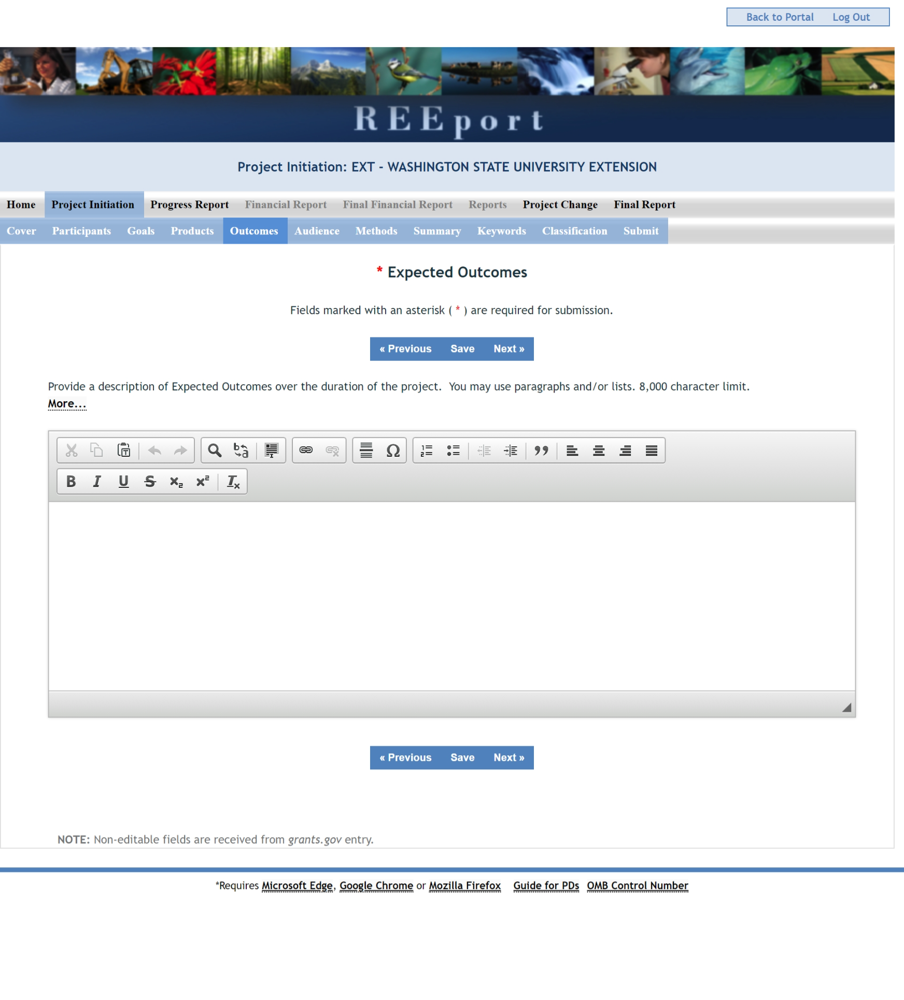 Back to Portal Log Out
REEport
Project Initiation: EXT - WASHINGTON STATE UNIVERSITY EXTENSION
Home Project Initiation Progress Report Financial Report Final Financial Report Reports Project Change Final Report
Cover Participants Goals Products Outcomes Audience Methods Summary Keywords Classification Submit
* Expected Outcomes
Fields marked with an asterisk ( * ) are required for submission.
« Previous Save Next »
Provide a description of Expected Outcomes over the duration of the project. You may use paragraphs and/or lists. 8,000 character limit.
More...
« Previous Save Next »
NOTE: Non-editable fields are received from grants.gov entry.
*Requires Microsoft Edge, Google Chrome or Mozilla Firefox Guide for PDs OMB Control Number